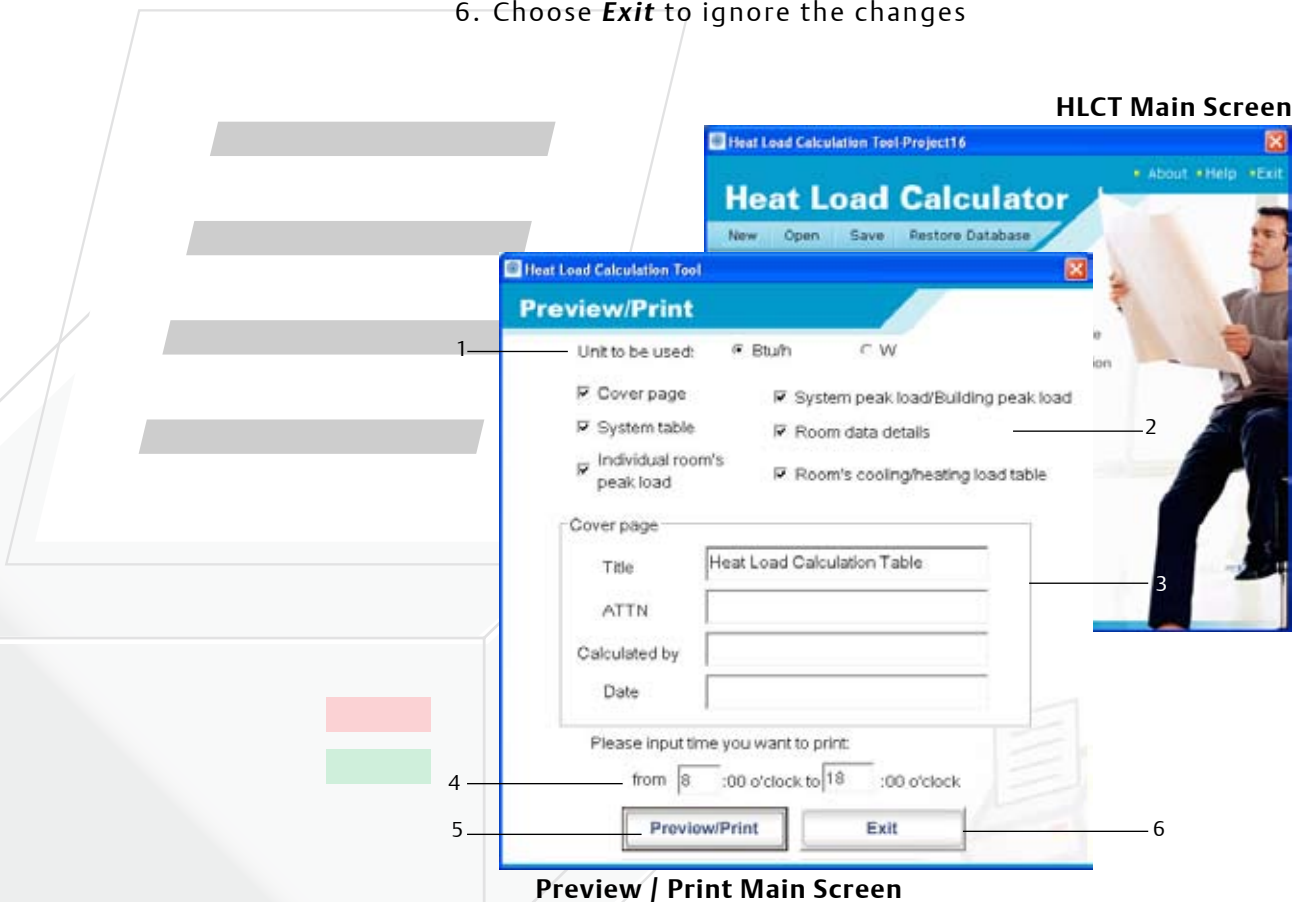 6. Choose Exit to ignore the changes
HLCT Main Screen
Heat Load Calculation Tool-Project16
About Help Exit
Heat Load Calculator
New Open Save Restore Database
Heat Load Calculation Tool
Preview/Print
1
Unit to be used: Btu/h W
Cover page System peak load/Building peak load
System table Room data details
2
Individual room's
peak load
Room's cooling/heating load table
Cover page
Title Heat Load Calculation Table
3
ATTN
Calculated by
Date
Please input time you want to print:
4
from 8 :00 o'clock to 18 :00 o'clock
5
Preview/Print Exit
6
Preview / Print Main Screen